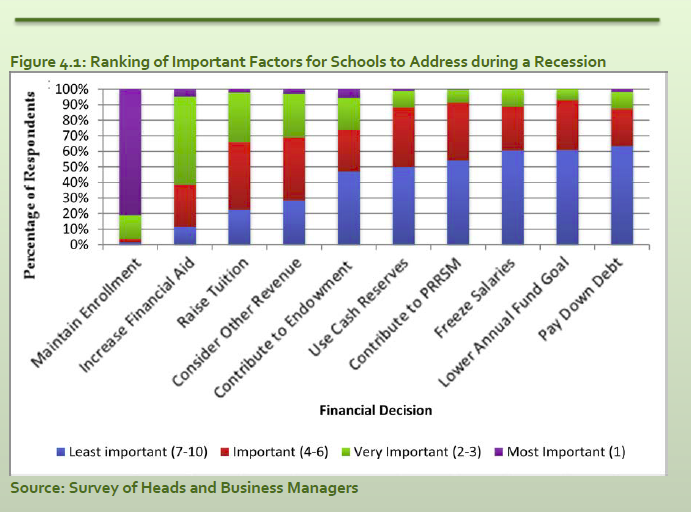 Figure 4.1: Ranking of Important Factors for Schools to Address during a Recession
Percentage of Respondents
100%
90%
80%
70%
60%
50%
40%
30%
20%
10%
0%
Maintain Enrollment
Increase Financial Aid
Raise Tuition
Consider Other Revenue
Contribute to Endowment
Use Cash Reserves
Contribute to PRRSM
Freeze Salaries
Lower Annual Fund Goal
Pay Down Debt
Financial Decision
Least important (7-10) Important (4-6) Very Important (2-3) Most Important (1)
Source: Survey of Heads and Business Managers